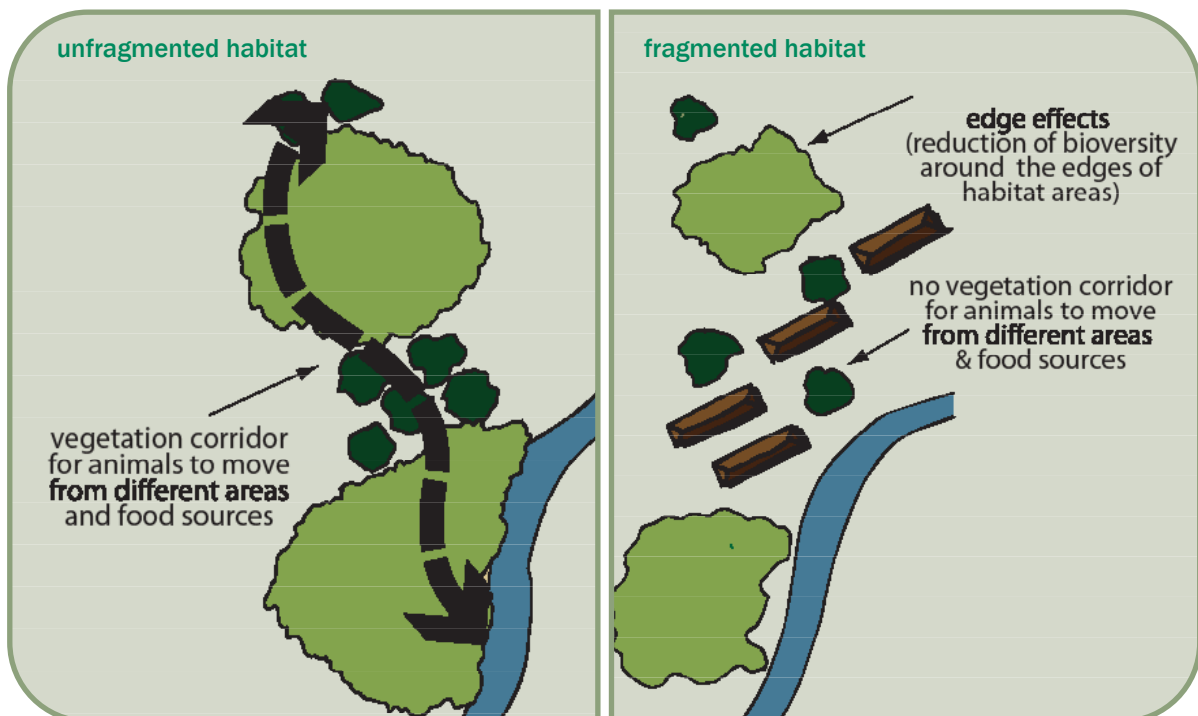 unfragmented habitat
vegetation corridor
for animals to move
from different areas
and food sources
fragmented habitat
edge effects
(reduction of bioversity
around the edges of
habitat areas)
no vegetation corridor
for animals to move
from different areas
& food sources